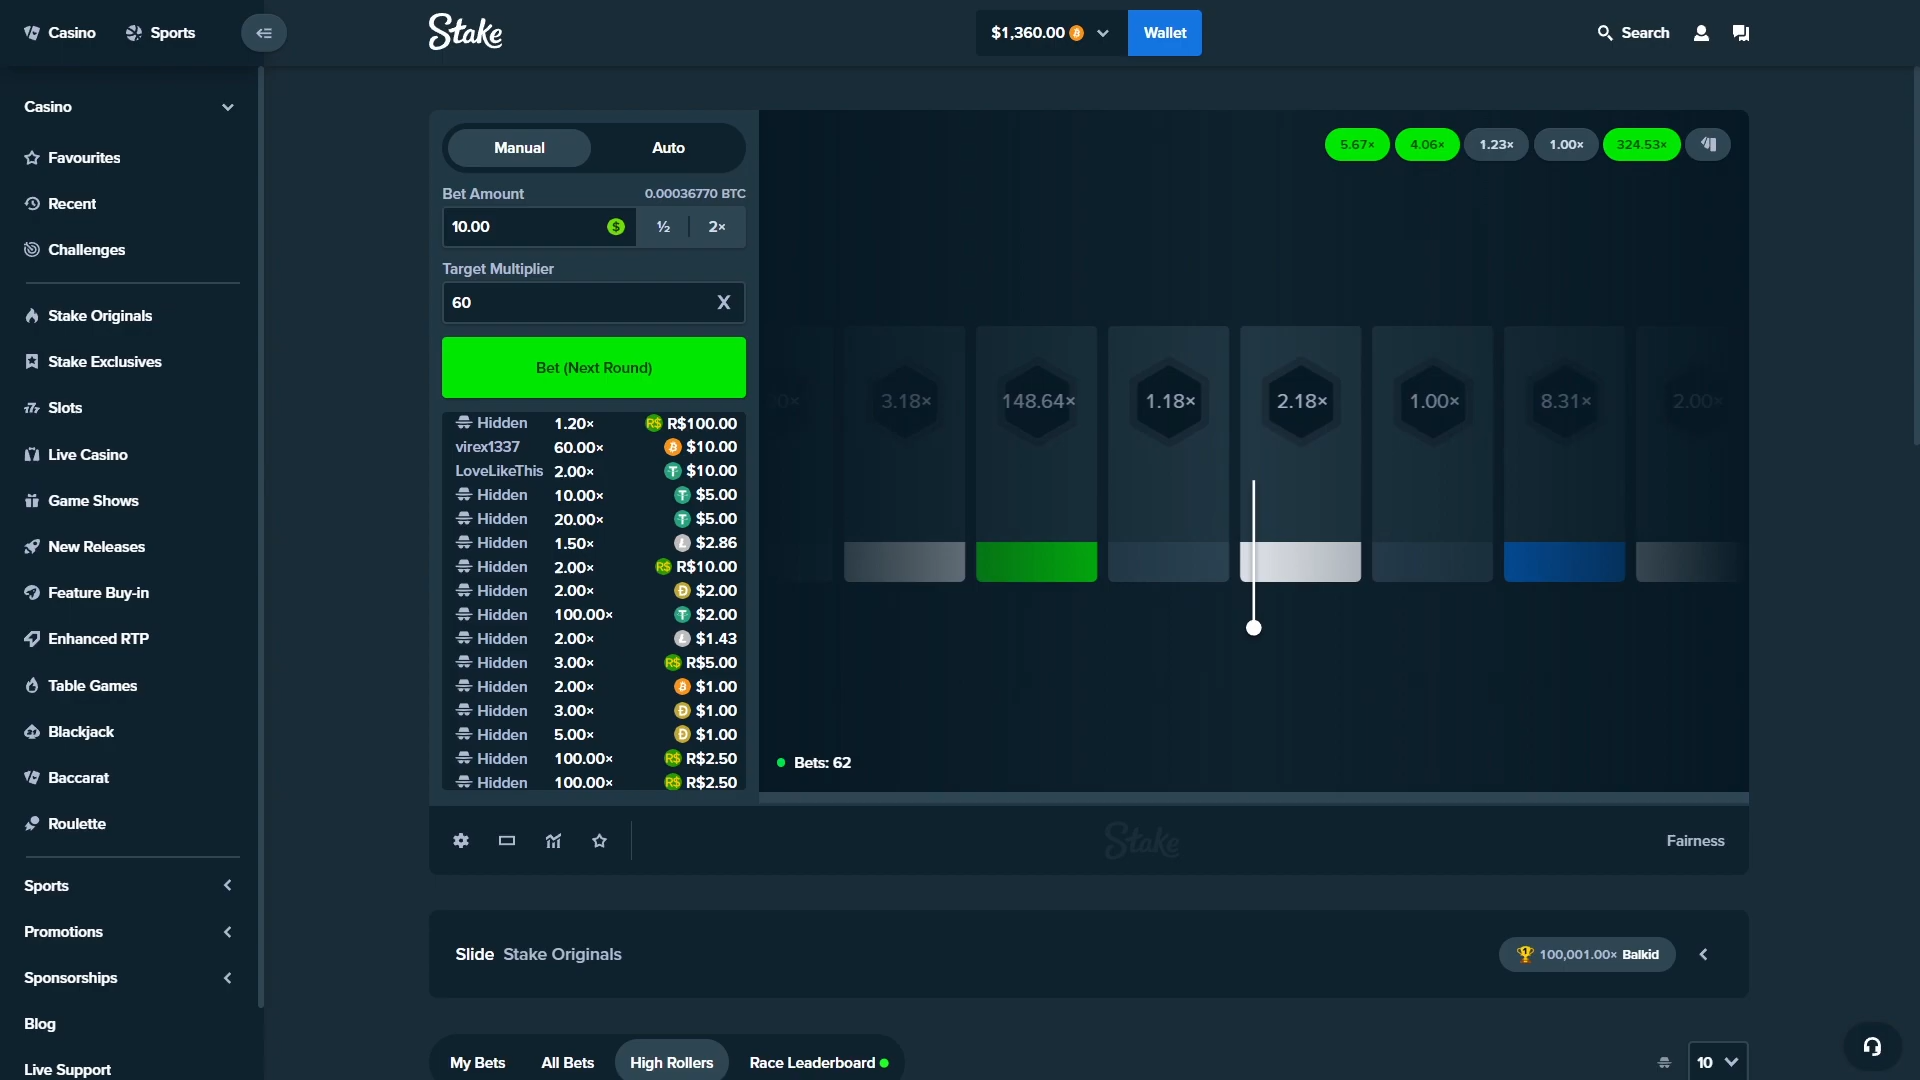 Casino
Sports
Stake
$1,360.00
Wallet
Search
Casino
Favourites
Recent
Challenges
Stake Originals
Stake Exclusives
Slots
Live Casino
Game Shows
New Releases
Feature Buy-in
Enhanced RTP
Table Games
Blackjack
Baccarat
Roulette
Sports
Promotions
Sponsorships
Blog
Live Support
Manual
Auto
Bet Amount
0.00036770 BTC
10.00
½
2×
Target Multiplier
60
X
Bet (Next Round)
Hidden 1.20× R$ R$100.00
virex1337 60.00× $10.00
LoveLikeThis 2.00× $10.00
Hidden 10.00× $5.00
Hidden 20.00× $5.00
Hidden 1.50× $2.86
Hidden 2.00× R$ R$10.00
Hidden 2.00× $2.00
Hidden 100.00× $2.00
Hidden 2.00× $1.43
Hidden 3.00× R$ R$5.00
Hidden 2.00× $1.00
Hidden 3.00× $1.00
Hidden 5.00× $1.00
Hidden 100.00× R$ R$2.50
Hidden 100.00× R$ R$2.50
5.67×
4.06×
1.23×
1.00×
324.53×
3.18×
148.64×
1.18×
2.18×
1.00×
8.31×
2.00×
Bets: 62
Stake
Fairness
Slide Stake Originals
100,001.00× Balkid
My Bets
All Bets
High Rollers
Race Leaderboard
10